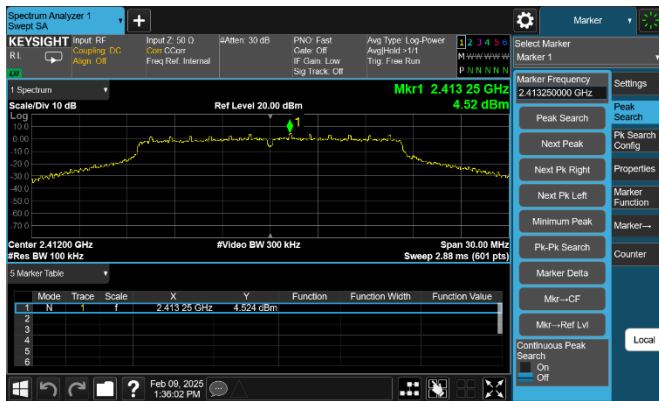 Spectrum Analyzer 1
Swept SA
+
Marker
KEYSIGHT
Input: RF
Coupling: DC
Align: Off
Input Z: 50 Ω
Corr CCorr
Freq Ref: Internal
#Atten: 30 dB
PNO: Fast
Gate: Off
IF Gain: Low
Sig Track: Off
Avg Type: Log-Power
Avg|Hold >1/1
Trig: Free Run
1 2 3 4 5 6
M W W W W W
P N N N N N
RL
LXI
1 Spectrum
Scale/Div 10 dB
Ref Level 20.00 dBm
Mkr1 2.413 25 GHz
4.52 dBm
Log
10.0
0.00
-10.0
-20.0
-30.0
-40.0
-50.0
-60.0
-70.0
1
Center 2.41200 GHz
#Res BW 100 kHz
#Video BW 300 kHz
Span 30.00 MHz
Sweep 2.88 ms (601 pts)
5 Marker Table
Mode Trace Scale X Y Function Function Width Function Value
1 N 1 f 2.413 25 GHz 4.524 dBm
2
3
4
5
6
Feb 09, 2025
1:36:02 PM
?
Select Marker
Marker 1
Marker Frequency
2.413250000 GHz
Peak Search
Next Peak
Next Pk Right
Next Pk Left
Minimum Peak
Pk-Pk Search
Marker Delta
Mkr→CF
Mkr→Ref Lvl
Continuous Peak
Search
On
Off
Settings
Peak
Search
Pk Search
Config
Properties
Marker
Function
Marker→
Counter
Local